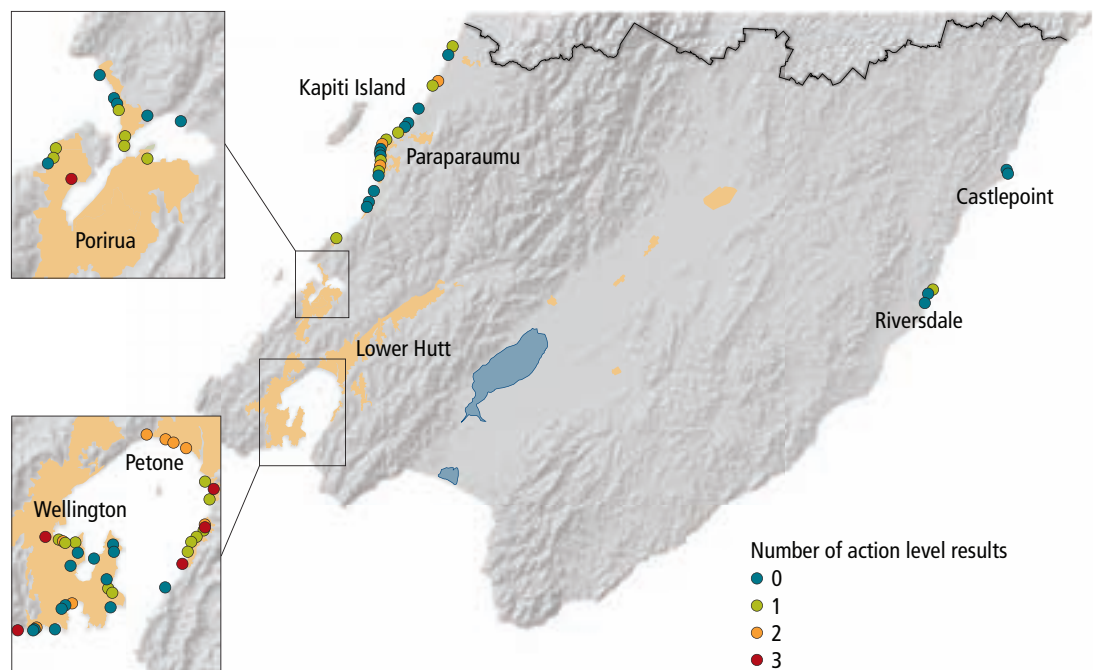 Kapiti Island
Paraparaumu
Castlepoint
Porirua
Riversdale
Lower Hutt
Petone
Wellington
Number of action level results
0
1
2
3